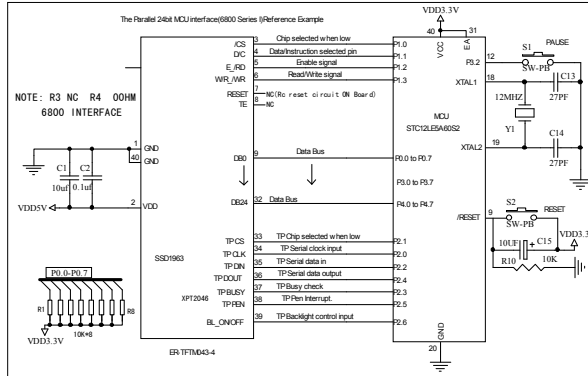 The Parallel 24bit MCU interface(6800 Series I)Reference Example
VDD3.3V
40
31
VCC
EA
/CS 3 Chip selected when low P1.0
D/C 4 Data/Instruction selected pin P1.1
E_/RD 5 Enable signal P1.2
W/R_/WR 6 Read/Write signal P1.3
RESET 7 NC(Rc reset circuit ON Board)
TE 8 NC
P3.2 12 S1 PAUSE
SW-PB
XTAL1 18 C13
27PF
12MHZ
Y1
XTAL2 19 C14
27PF
NOTE: R3 NC R4 0OHM
6800 INTERFACE
MCU
STC12LE5A60S2
1 GND
40 GND
C1 C2
10uf 0.1uf
VDD5V 2 VDD
DB0 9 Data Bus P0.0 to P0.7
P3.0 to P3.7
DB24 32 Data Bus P4.0 to P4.7
S2 RESET
/RESET 9 SW-PB
VDD3.3
10UF C15
R10 10K
SSD1963
XPT2046
TP CS 33 TP Chip selected when low P2.1
TP CLK 34 TP Serial clock input P2.0
TP DIN 35 TP Serial data in P2.2
TP DOUT 36 TP Serial data output P2.4
TP BUSY 37 TP Busy check P2.3
TP PEN 38 TP Pen Interrupt. P2.5
BL_ON/OFF 39 TP Backlight control input P2.6
P0.0-P0.7
R1 R8
10K*8
VDD3.3V
GND
20
ER-TFTM043-4